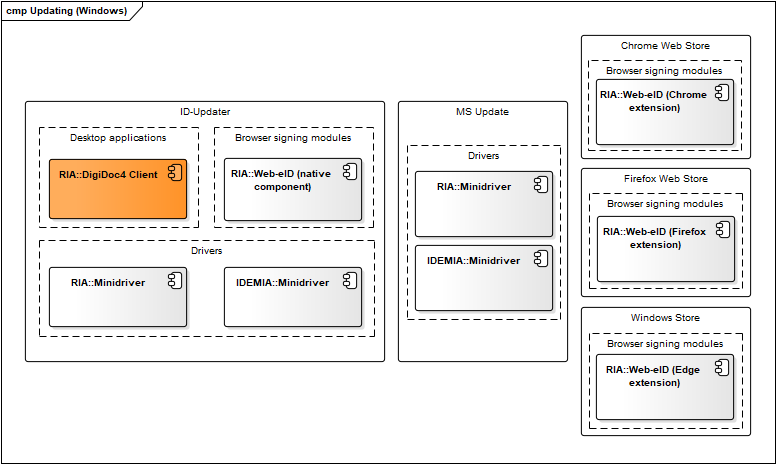 cmp Updating (Windows)
ID-Updater
Desktop applications
RIA::DigiDoc4 Client
Browser signing modules
RIA::Web-eID (native
component)
Drivers
RIA::Minidriver
IDEMIA::Minidriver
MS Update
Drivers
RIA::Minidriver
IDEMIA::Minidriver
Chrome Web Store
Browser signing modules
RIA::Web-eID (Chrome
extension)
Firefox Web Store
Browser signing modules
RIA::Web-eID (Firefox
extension)
Windows Store
Browser signing modules
RIA::Web-eID (Edge
extension)